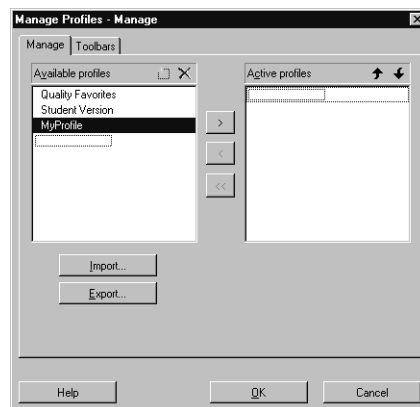 Manage Profiles - Manage
Manage
Toolbars
Available profiles
Active profiles
Quality Favorites
Student Version
MyProfile
>
<
<<
Import...
Export...
Help
OK
Cancel